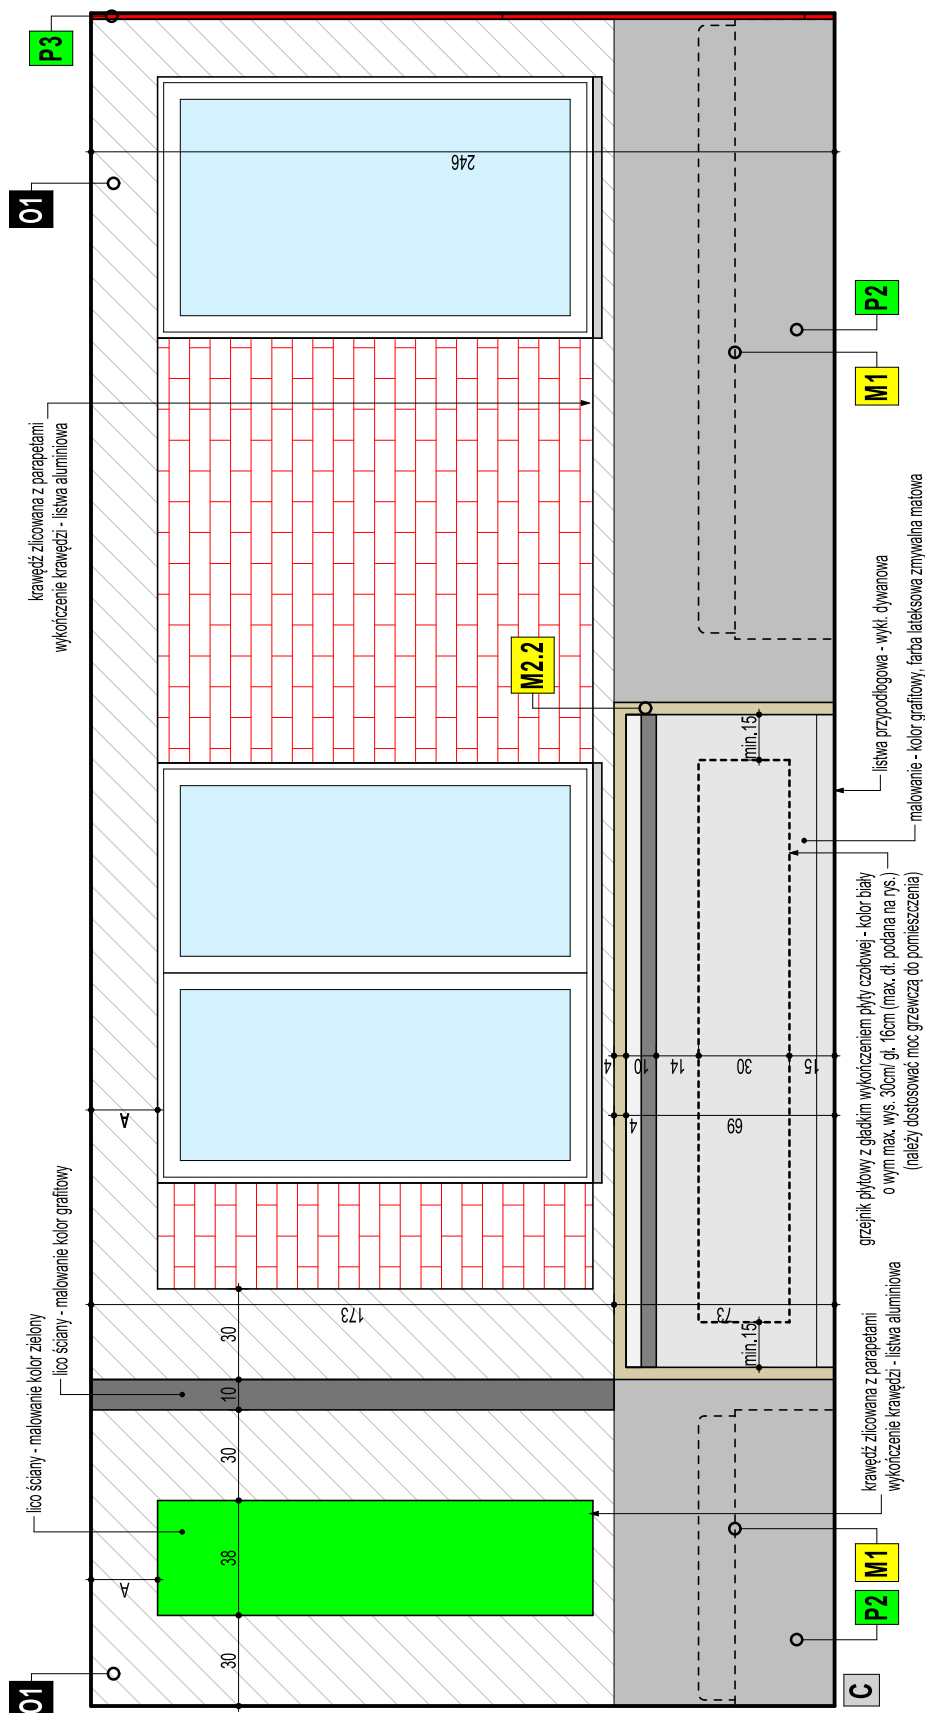 O1
P3
O1
lico ściany - malowanie kolor zielony
lico ściany - malowanie kolor grafitowy
krawędź zlicowana z parapetami
wykończenie krawędzi - listwa aluminiowa
A
A
246
M2.2
30
38
30
10
30
173
73
min.15
min.15
4
10
14
30
15
4
69
C
P2
M1
krawędź zlicowana z parapetami
wykończenie krawędzi - listwa aluminiowa
grzejnik płytowy z gładkim wykończeniem płyty czołowej - kolor biały
o wym max. wys. 30cm/ gł. 16cm (max. dł. podana na rys.)
(należy dostosować moc grzewczą do pomieszczenia)
listwa przypodłogowa - wykł. dywanowa
malowanie - kolor grafitowy, farba lateksowa zmywalna matowa
M1
P2